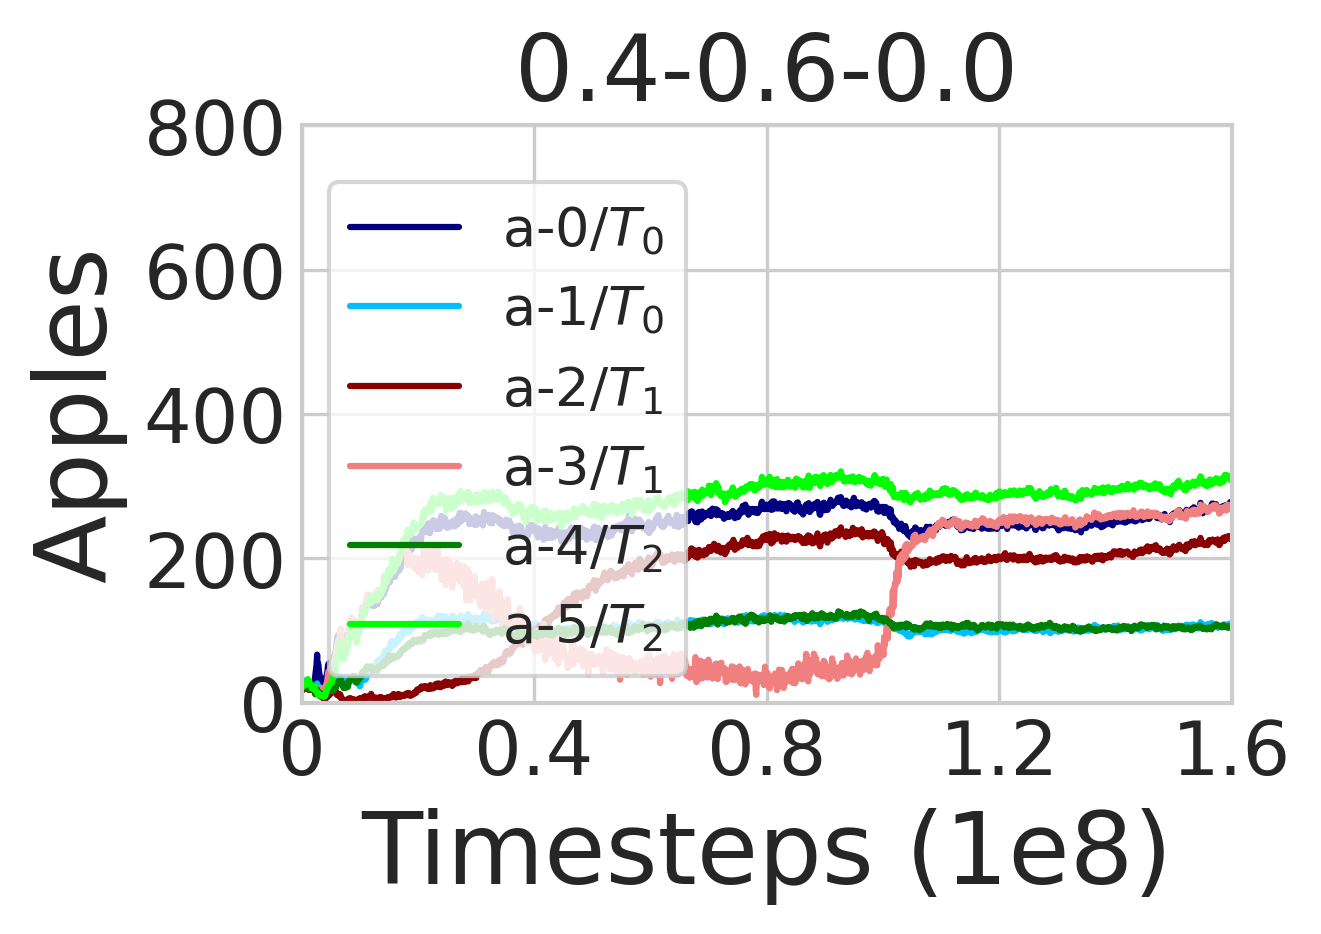 0.4-0.6-0.0
800
600
400
200
0
Apples
a-0/T₀
a-1/T₀
a-2/T₁
a-3/T₁
a-4/T₂
a-5/T₂
0 0.4 0.8 1.2 1.6
Timesteps (1e8)